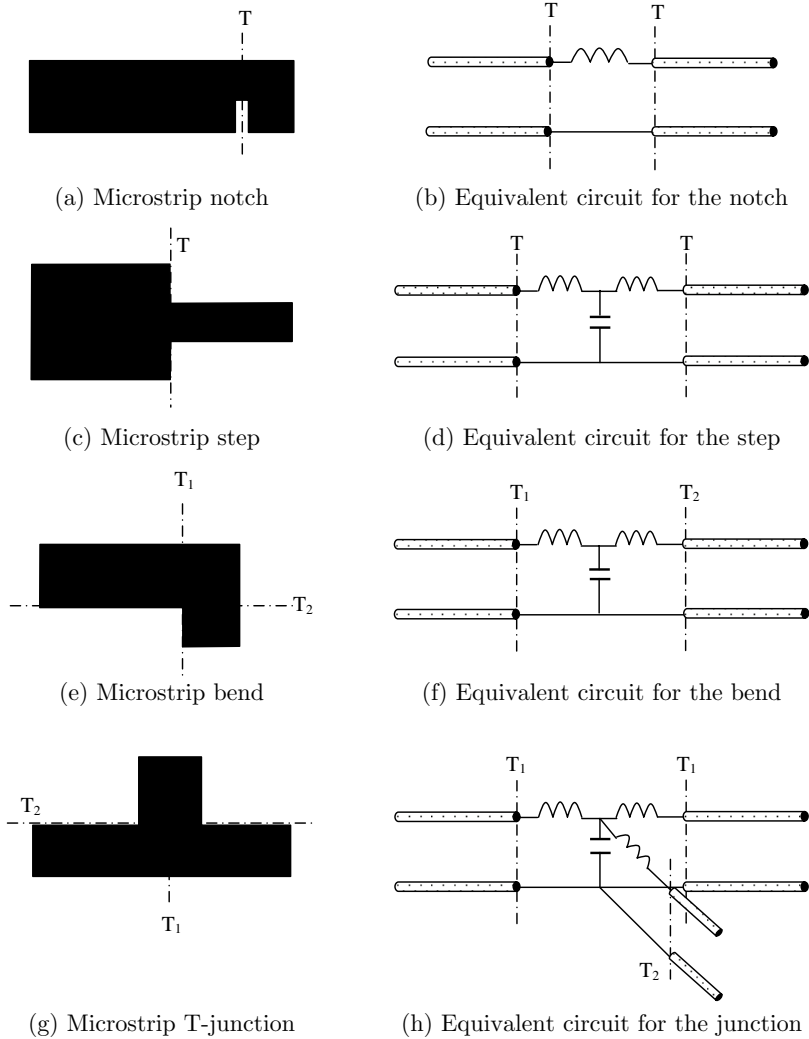 T
T T
(a) Microstrip notch
(b) Equivalent circuit for the notch
T
T T
(c) Microstrip step
(d) Equivalent circuit for the step
T₁
T₂
T₁ T₂
(e) Microstrip bend
(f) Equivalent circuit for the bend
T₂
T₁
T₁ T₁
T₂
(g) Microstrip T-junction
(h) Equivalent circuit for the junction